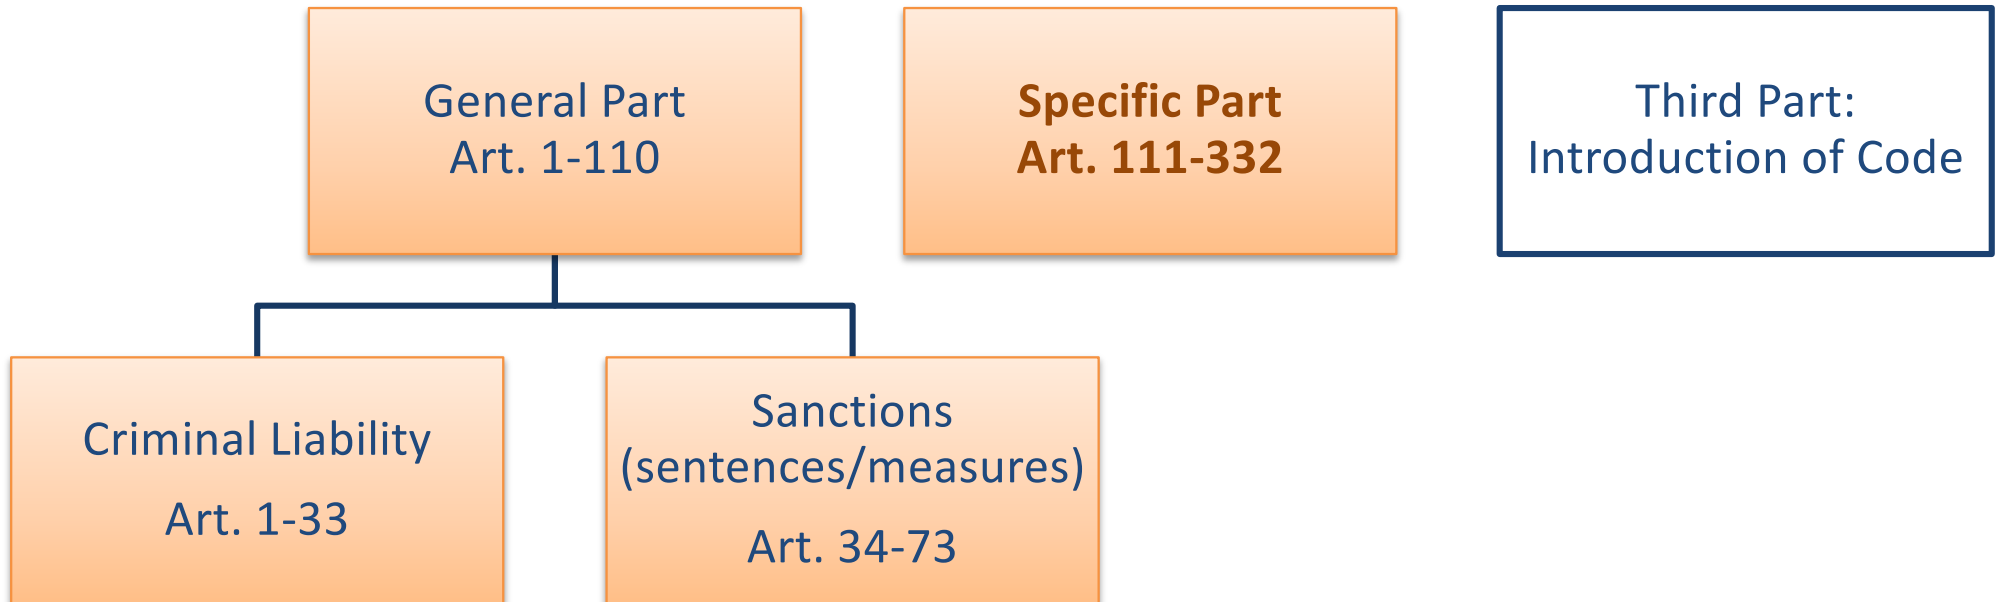 General Part
Art. 1-110
Specific Part
Art. 111-332
Third Part:
Introduction of Code
Criminal Liability
Art. 1-33
Sanctions
(sentences/measures)
Art. 34-73